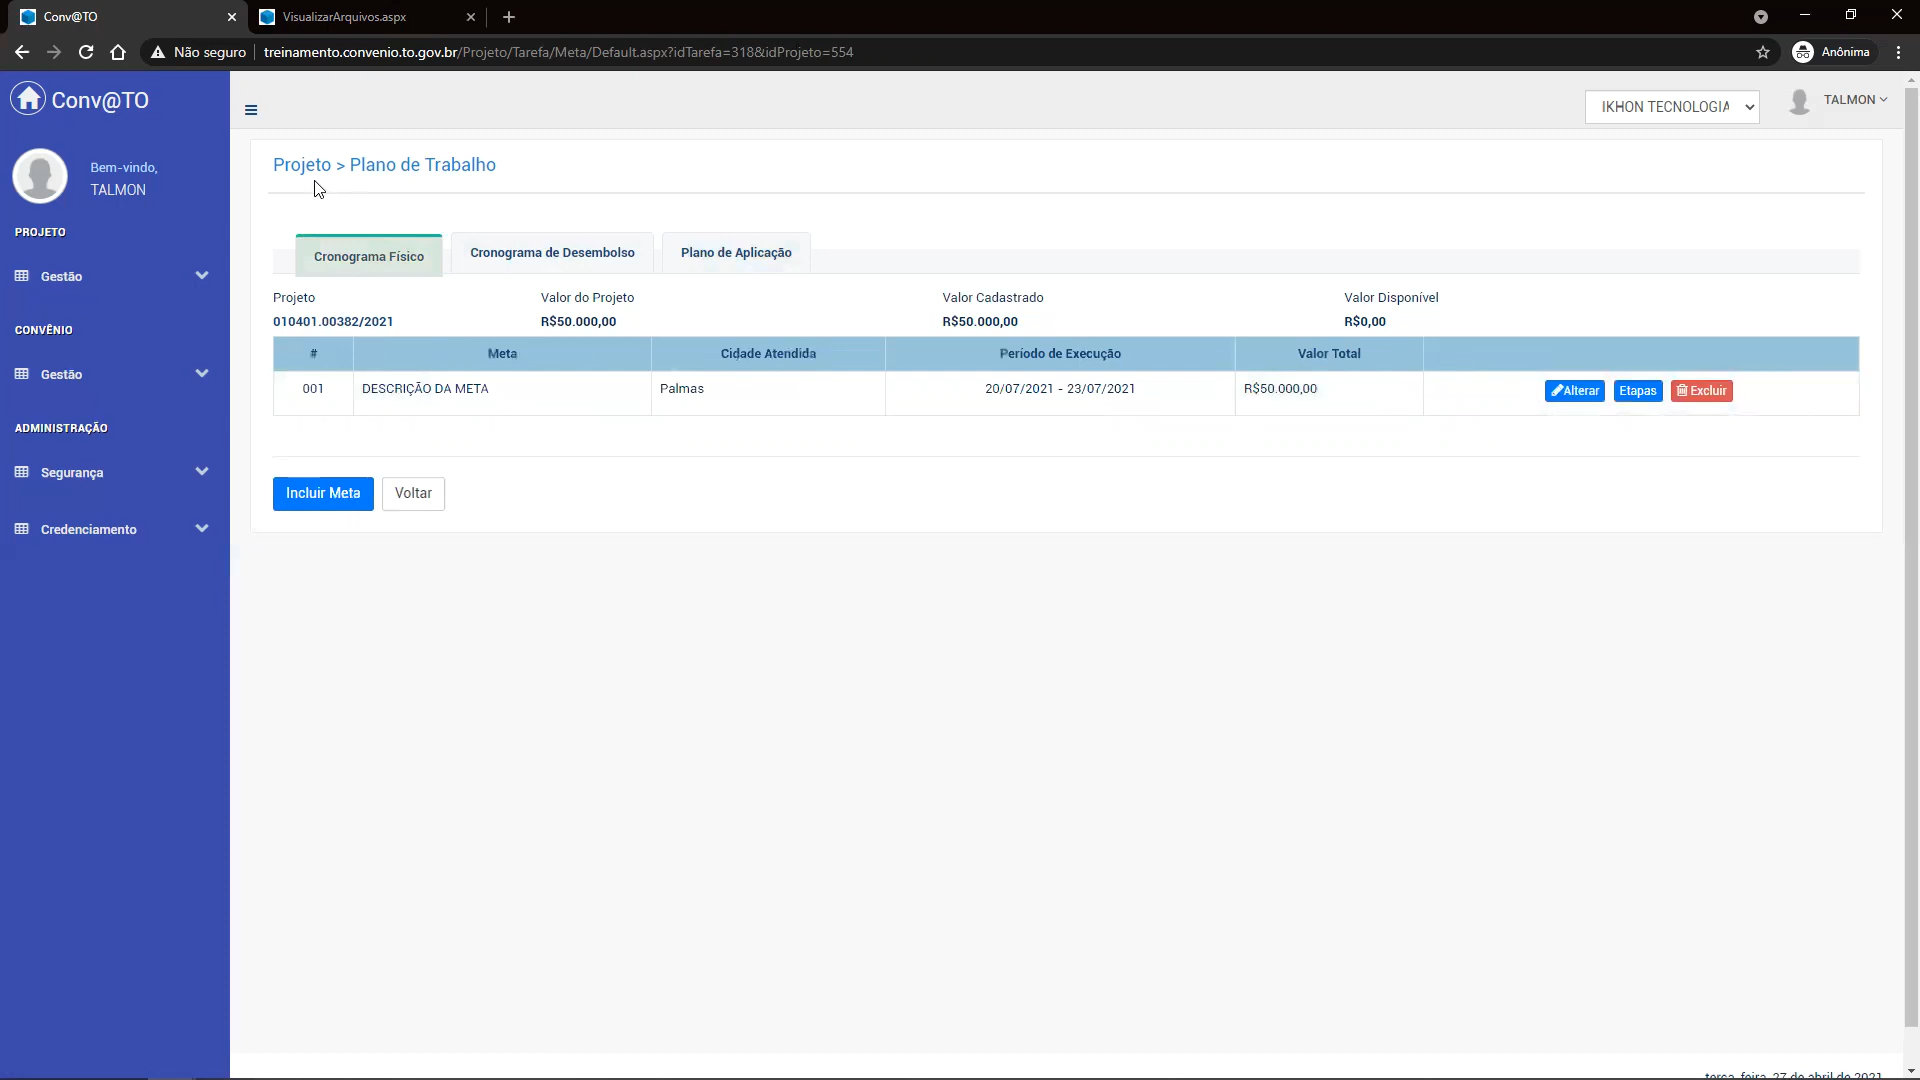 Conv@TO
VisualizarArquivos.aspx
Não seguro
treinamento.convenio.to.gov.br/Projeto/Tarefa/Meta/Default.aspx?idTarefa=318&idProjeto=554
Anônima
Conv@TO
IKHON TECNOLOGIA
TALMON
Bem-vindo,
TALMON
PROJETO
Gestão
CONVÊNIO
Gestão
ADMINISTRAÇÃO
Segurança
Credenciamento
Projeto > Plano de Trabalho
Cronograma Físico
Cronograma de Desembolso
Plano de Aplicação
Projeto
Valor do Projeto
Valor Cadastrado
Valor Disponível
010401.00382/2021
R$50.000,00
R$50.000,00
R$0,00
# Meta Cidade Atendida Período de Execução Valor Total
001 DESCRIÇÃO DA META Palmas 20/07/2021 - 23/07/2021 R$50.000,00 Alterar Etapas Excluir
Incluir Meta
Voltar
terça-feira, 27 de abril de 2021